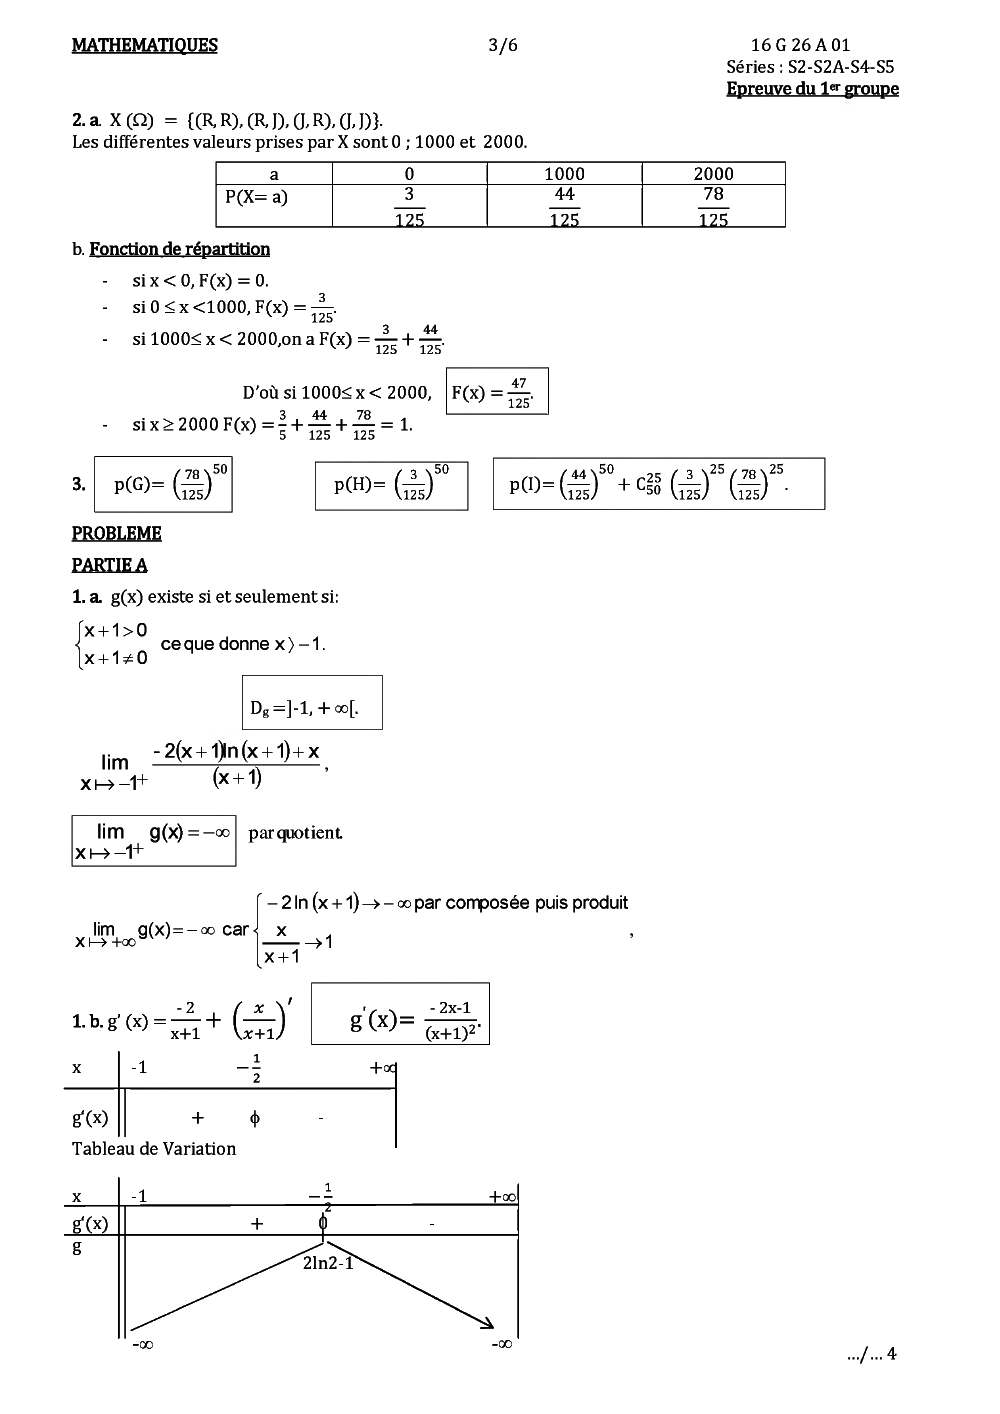 MATHEMATIQUES 3/6 16 G 26 A 01
Séries : S2-S2A-S4-S5
Epreuve du 1er groupe
2. a. X (Ω) = {(R, R), (R, J), (J, R), (J, J)}.
Les différentes valeurs prises par X sont 0 ; 1000 et 2000.
a 0 1000 2000
P(X= a) 3/125 44/125 78/125
b. Fonction de répartition
- si x < 0, F(x) = 0.
- si 0 ≤ x <1000, F(x) = 3/125.
- si 1000≤ x < 2000,on a F(x) = 3/125 + 44/125.
D'où si 1000≤ x < 2000, F(x) = 47/125.
- si x ≥ 2000 F(x) = 3/5 + 44/125 + 78/125 = 1.
3. p(G)= (78/125)^50 p(H)= (3/125)^50 p(I)= (44/125)^50 + C_50^25 (3/125)^25 (78/125)^25 .
PROBLEME
PARTIE A
1. a. g(x) existe si et seulement si:
{ x + 1 > 0
x + 1 ≠ 0 ce que donne x ⟩ − 1.
Dg =]-1, + ∞[.
lim x ↦ −1+ (- 2(x + 1)ln(x + 1) + x)/(x + 1) ,
lim x ↦ −1+ g(x) = −∞ par quotient.
lim x ↦ +∞ g(x) = − ∞ car { − 2 ln (x + 1) → − ∞ par composée puis produit
x/(x + 1) → 1 ,
1. b. g' (x) = - 2/(x+1) + (x/(x+1))′ g'(x) = (- 2x-1)/(x+1)².
x -1 −1/2 +∞
g'(x) + ϕ -
Tableau de Variation
x -1 −1/2 +∞
g'(x) + 0 -
g
2ln2-1
-∞ -∞
.../... 4